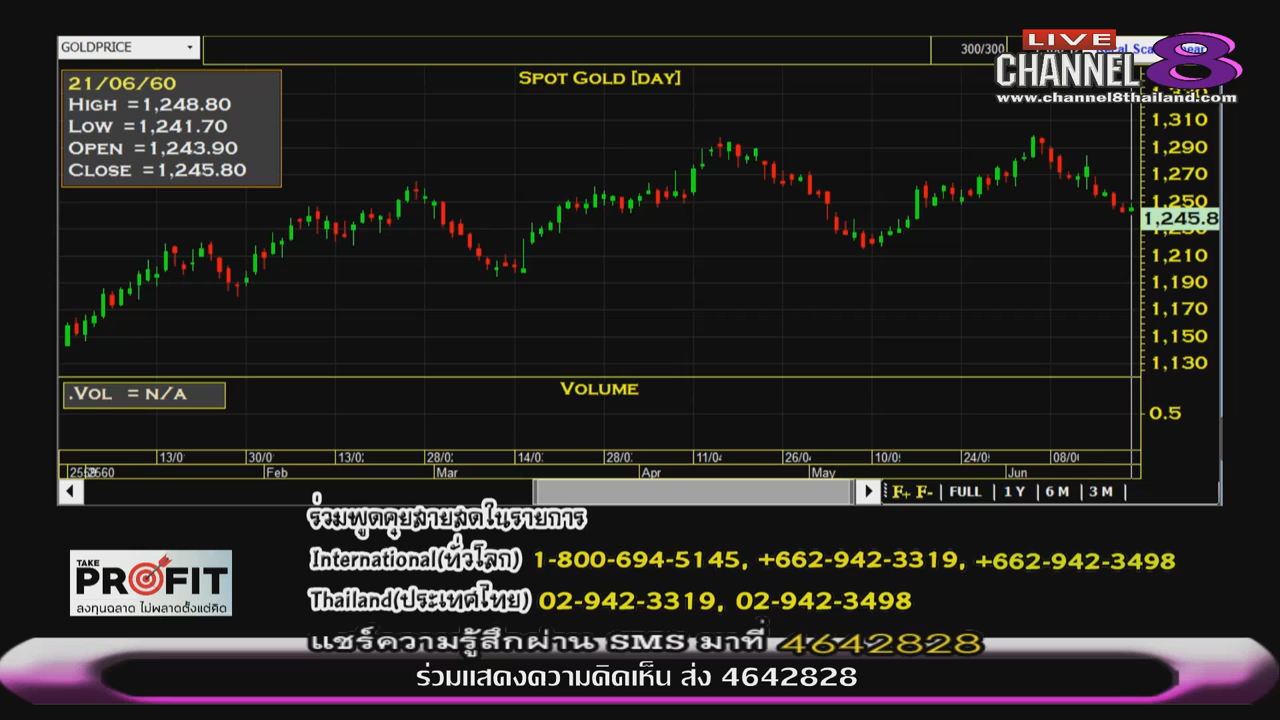 GOLDPRICE
300/300
LIVE
CHANNEL 8
www.channel8thailand.com
21/06/60
HIGH =1,248.80
LOW =1,241.70
OPEN =1,243.90
CLOSE =1,245.80
SPOT GOLD [DAY]
1,310
1,290
1,270
1,250
1,245.8
1,230
1,210
1,190
1,170
1,150
1,130
.VOL = N/A
VOLUME
0.5
13/0 30/0 13/0 28/0 14/0 28/0 11/0 26/0 10/0 24/0 08/0
2560 Feb Mar Apr May Jun
F+ F- FULL 1 Y 6 M 3 M
ร่วมพูดคุยสายสดในรายการ
International(ทั่วโลก) 1-800-694-5145, +662-942-3319, +662-942-3498
TAKE
PROFIT
ลงทุนฉลาด ไม่พลาดตั้งแต่คิด
Thailand(ประเทศไทย) 02-942-3319, 02-942-3498
แชร์ความรู้สึกผ่าน SMS มาที่ 4642828
ร่วมแสดงความคิดเห็น ส่ง 4642828